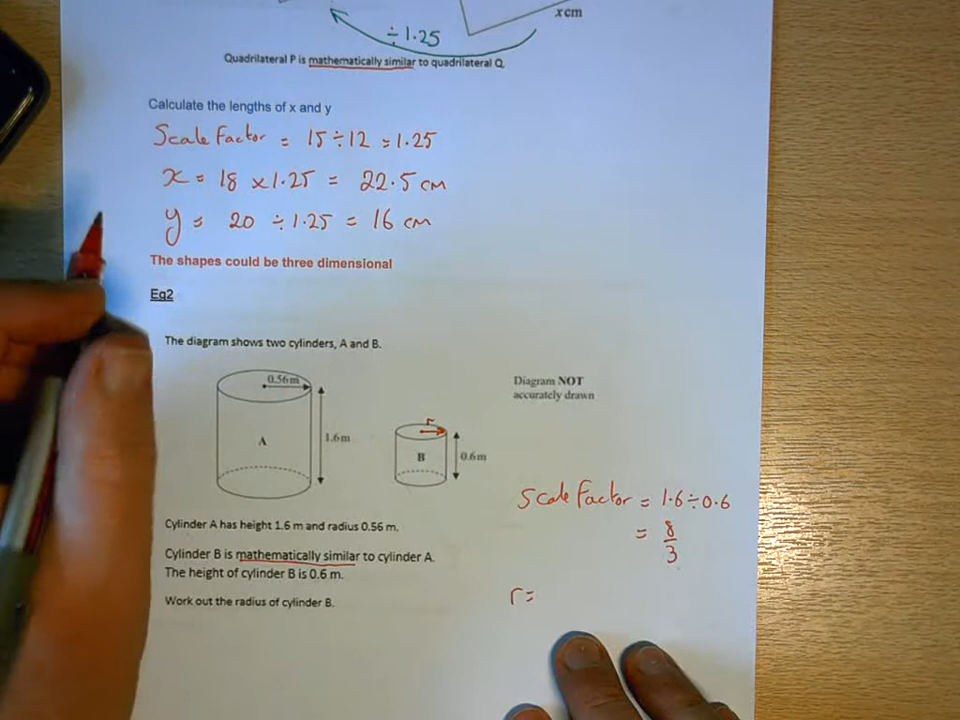 x cm
÷ 1.25
Quadrilateral P is mathematically similar to quadrilateral Q.
Calculate the lengths of x and y
Scale Factor = 15 ÷ 12 = 1.25
x = 18 × 1.25 = 22.5 cm
y = 20 ÷ 1.25 = 16 cm
The shapes could be three dimensional
Eg2
The diagram shows two cylinders, A and B.
0.56m
A
1.6m
r
B
0.6m
Diagram NOT
accurately drawn
Scale Factor = 1.6 ÷ 0.6
= 8/3
Cylinder A has height 1.6 m and radius 0.56 m.
Cylinder B is mathematically similar to cylinder A.
The height of cylinder B is 0.6 m.
Work out the radius of cylinder B.
r =